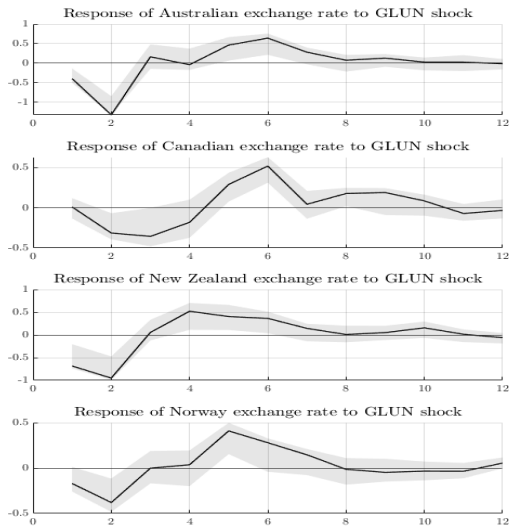 Response of Australian exchange rate to GLUN shock
1
0.5
0
-0.5
-1
0 2 4 6 8 10 12
Response of Canadian exchange rate to GLUN shock
0.5
0
-0.5
0 2 4 6 8 10 12
Response of New Zealand exchange rate to GLUN shock
1
0.5
0
-0.5
-1
0 2 4 6 8 10 12
Response of Norway exchange rate to GLUN shock
0.5
0
-0.5
0 2 4 6 8 10 12